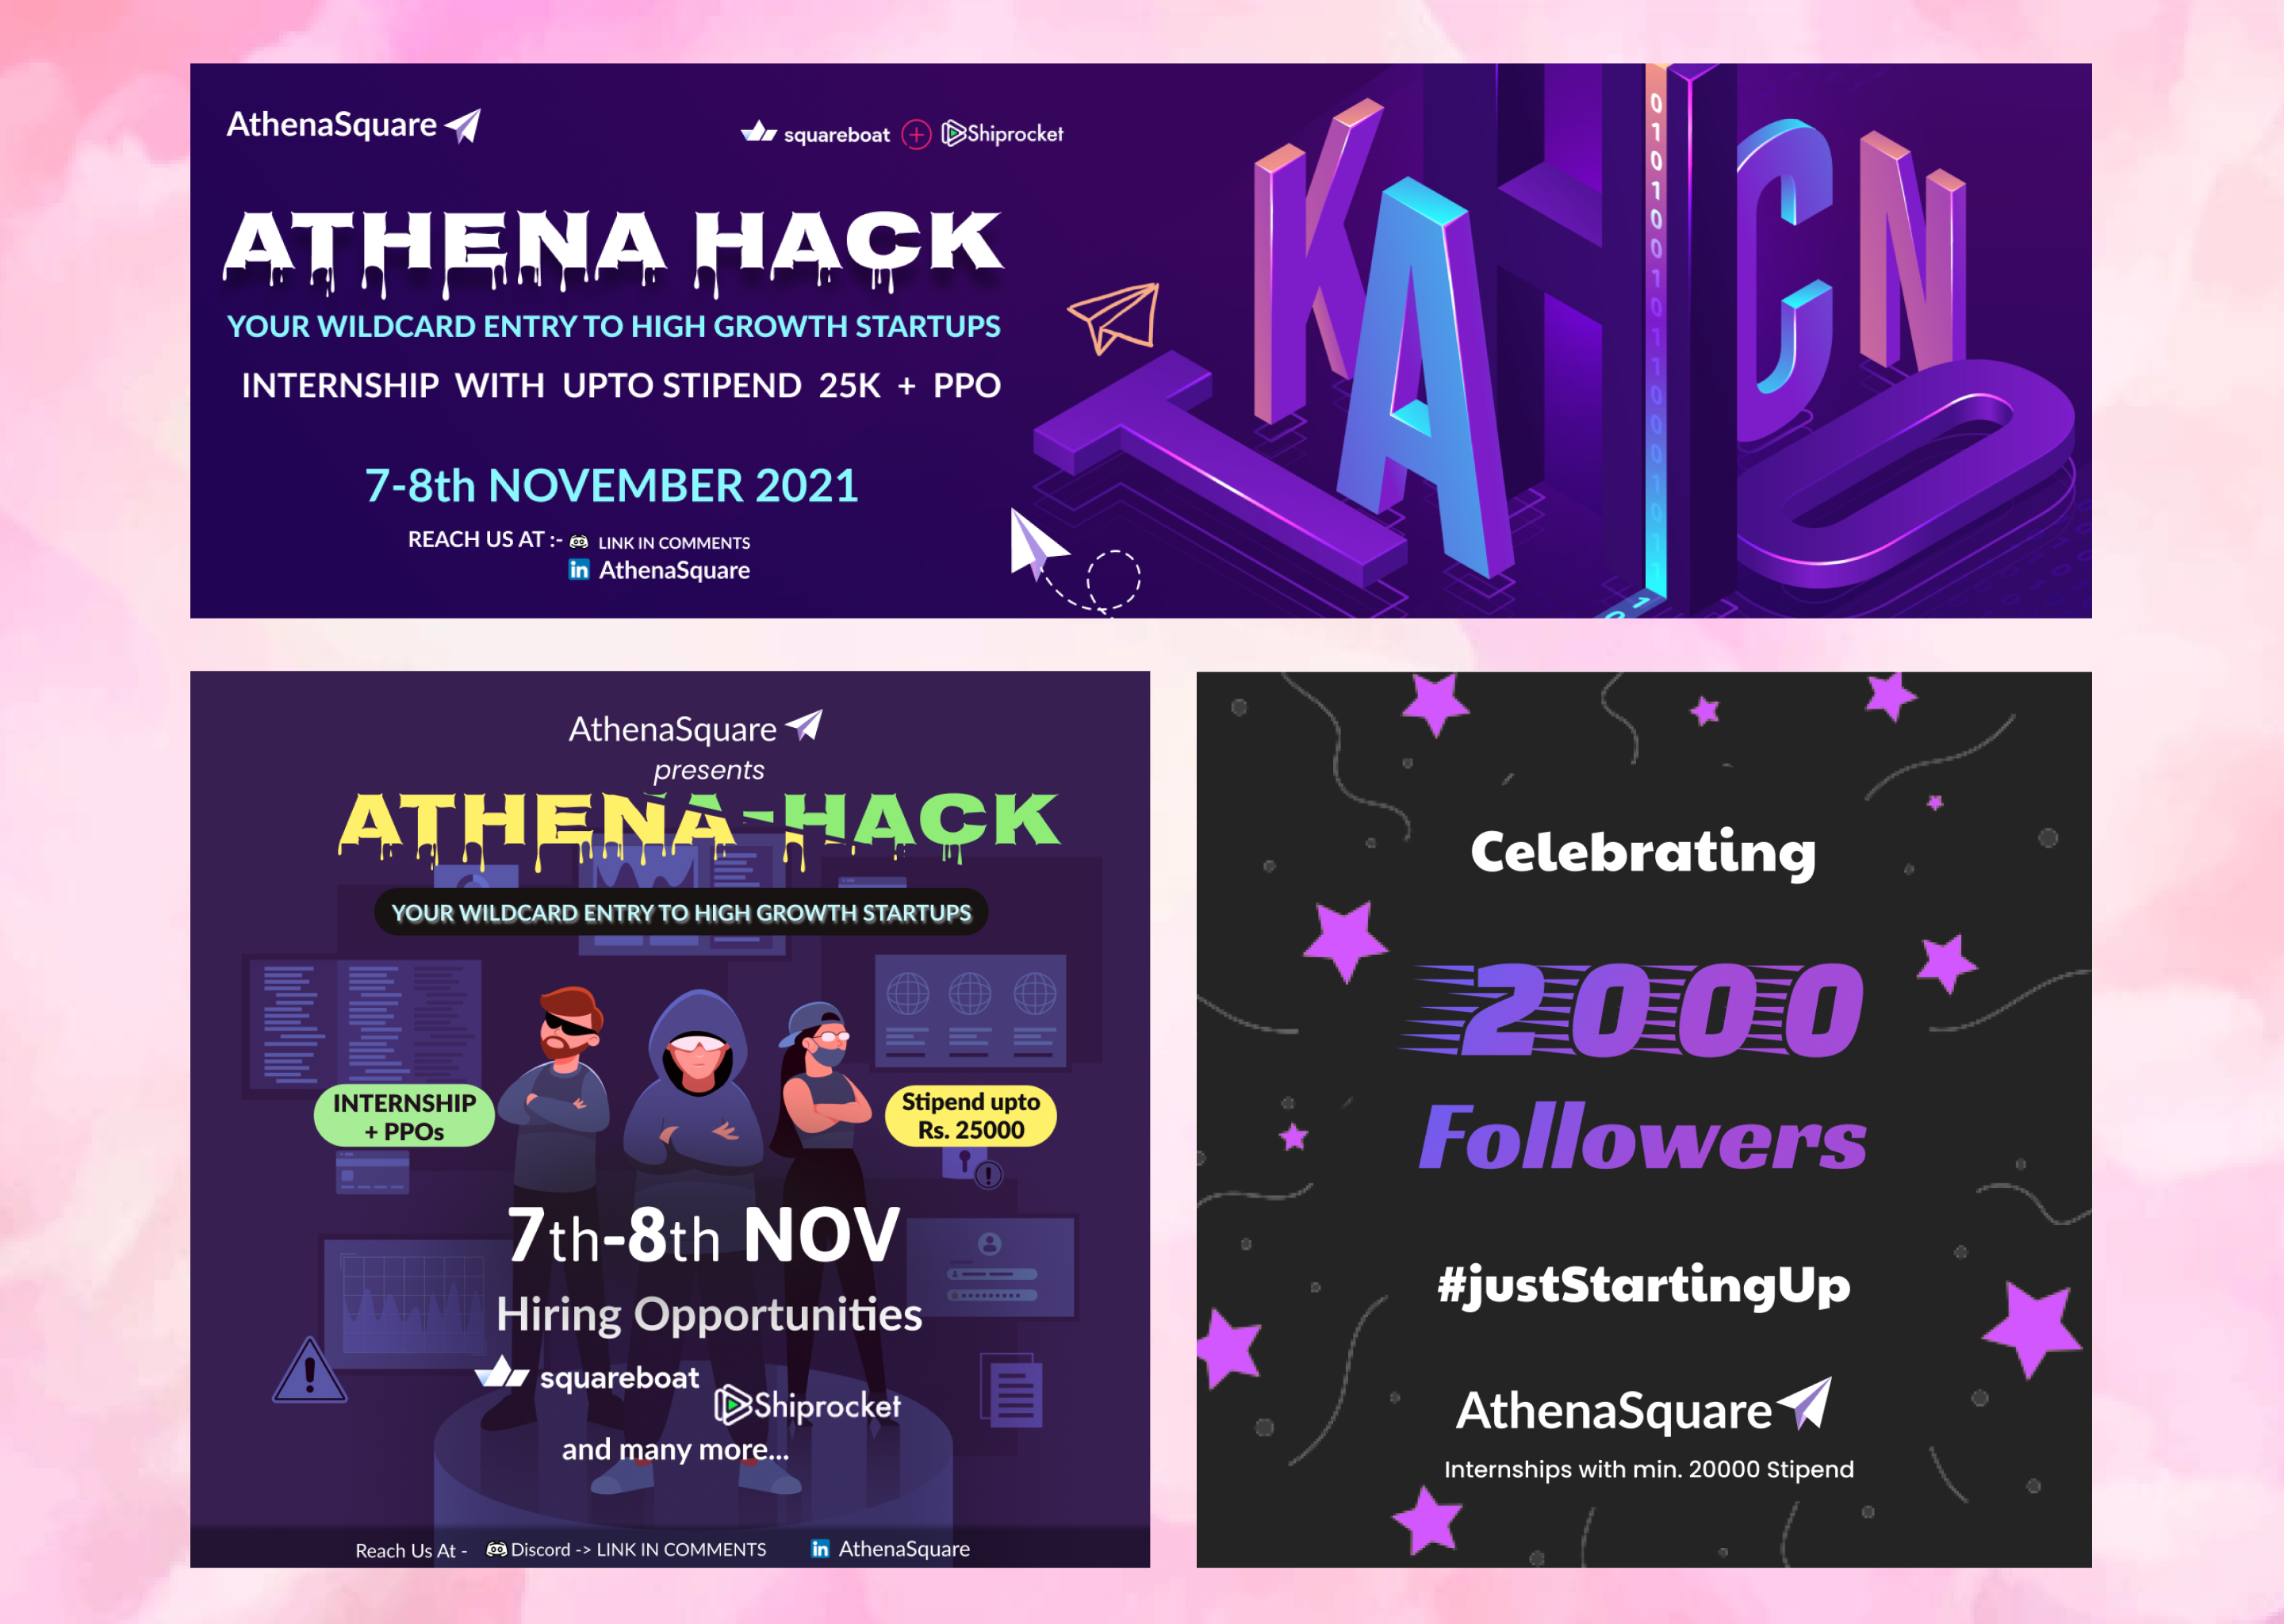 AthenaSquare
squareboat + Shiprocket
ATHENA HACK
YOUR WILDCARD ENTRY TO HIGH GROWTH STARTUPS
INTERNSHIP WITH UPTO STIPEND 25K + PPO
7-8th NOVEMBER 2021
REACH US AT :- LINK IN COMMENTS
in AthenaSquare
HACKATHON
AthenaSquare
presents
ATHENA-HACK
YOUR WILDCARD ENTRY TO HIGH GROWTH STARTUPS
INTERNSHIP
+ PPOs
Stipend upto
Rs. 25000
7th-8th NOV
Hiring Opportunities
squareboat
Shiprocket
and many more...
Reach Us At - Discord -> LINK IN COMMENTS in AthenaSquare
Celebrating
2000
Followers
#justStartingUp
AthenaSquare
Internships with min. 20000 Stipend